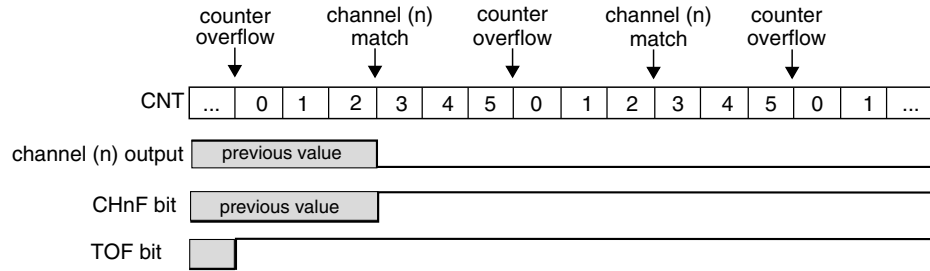 counter overflow
channel (n) match
counter overflow
channel (n) match
counter overflow
CNT ... 0 1 2 3 4 5 0 1 2 3 4 5 0 1 ...
channel (n) output previous value
CHnF bit previous value
TOF bit